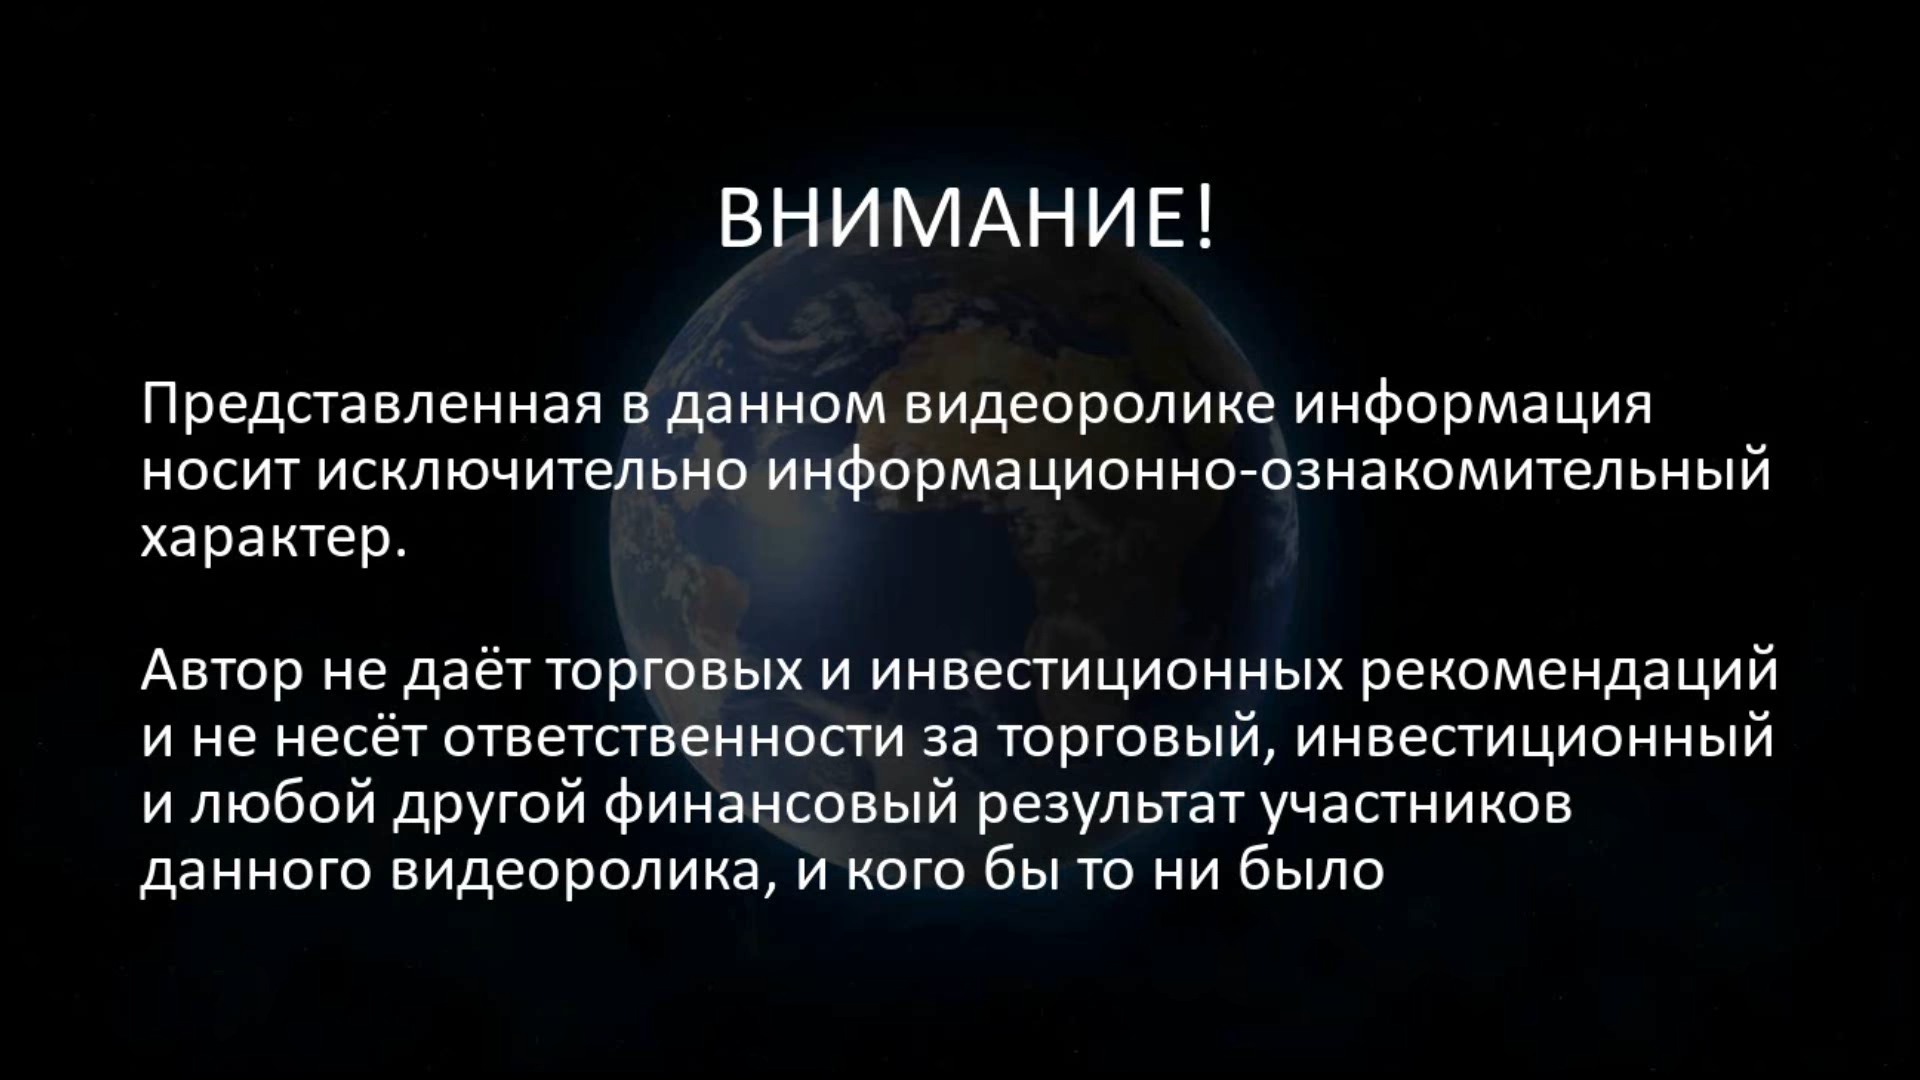 ВНИМАНИЕ!
Представленная в данном видеоролике информация
носит исключительно информационно-ознакомительный
характер.
Автор не даёт торговых и инвестиционных рекомендаций
и не несёт ответственности за торговый, инвестиционный
и любой другой финансовый результат участников
данного видеоролика, и кого бы то ни было